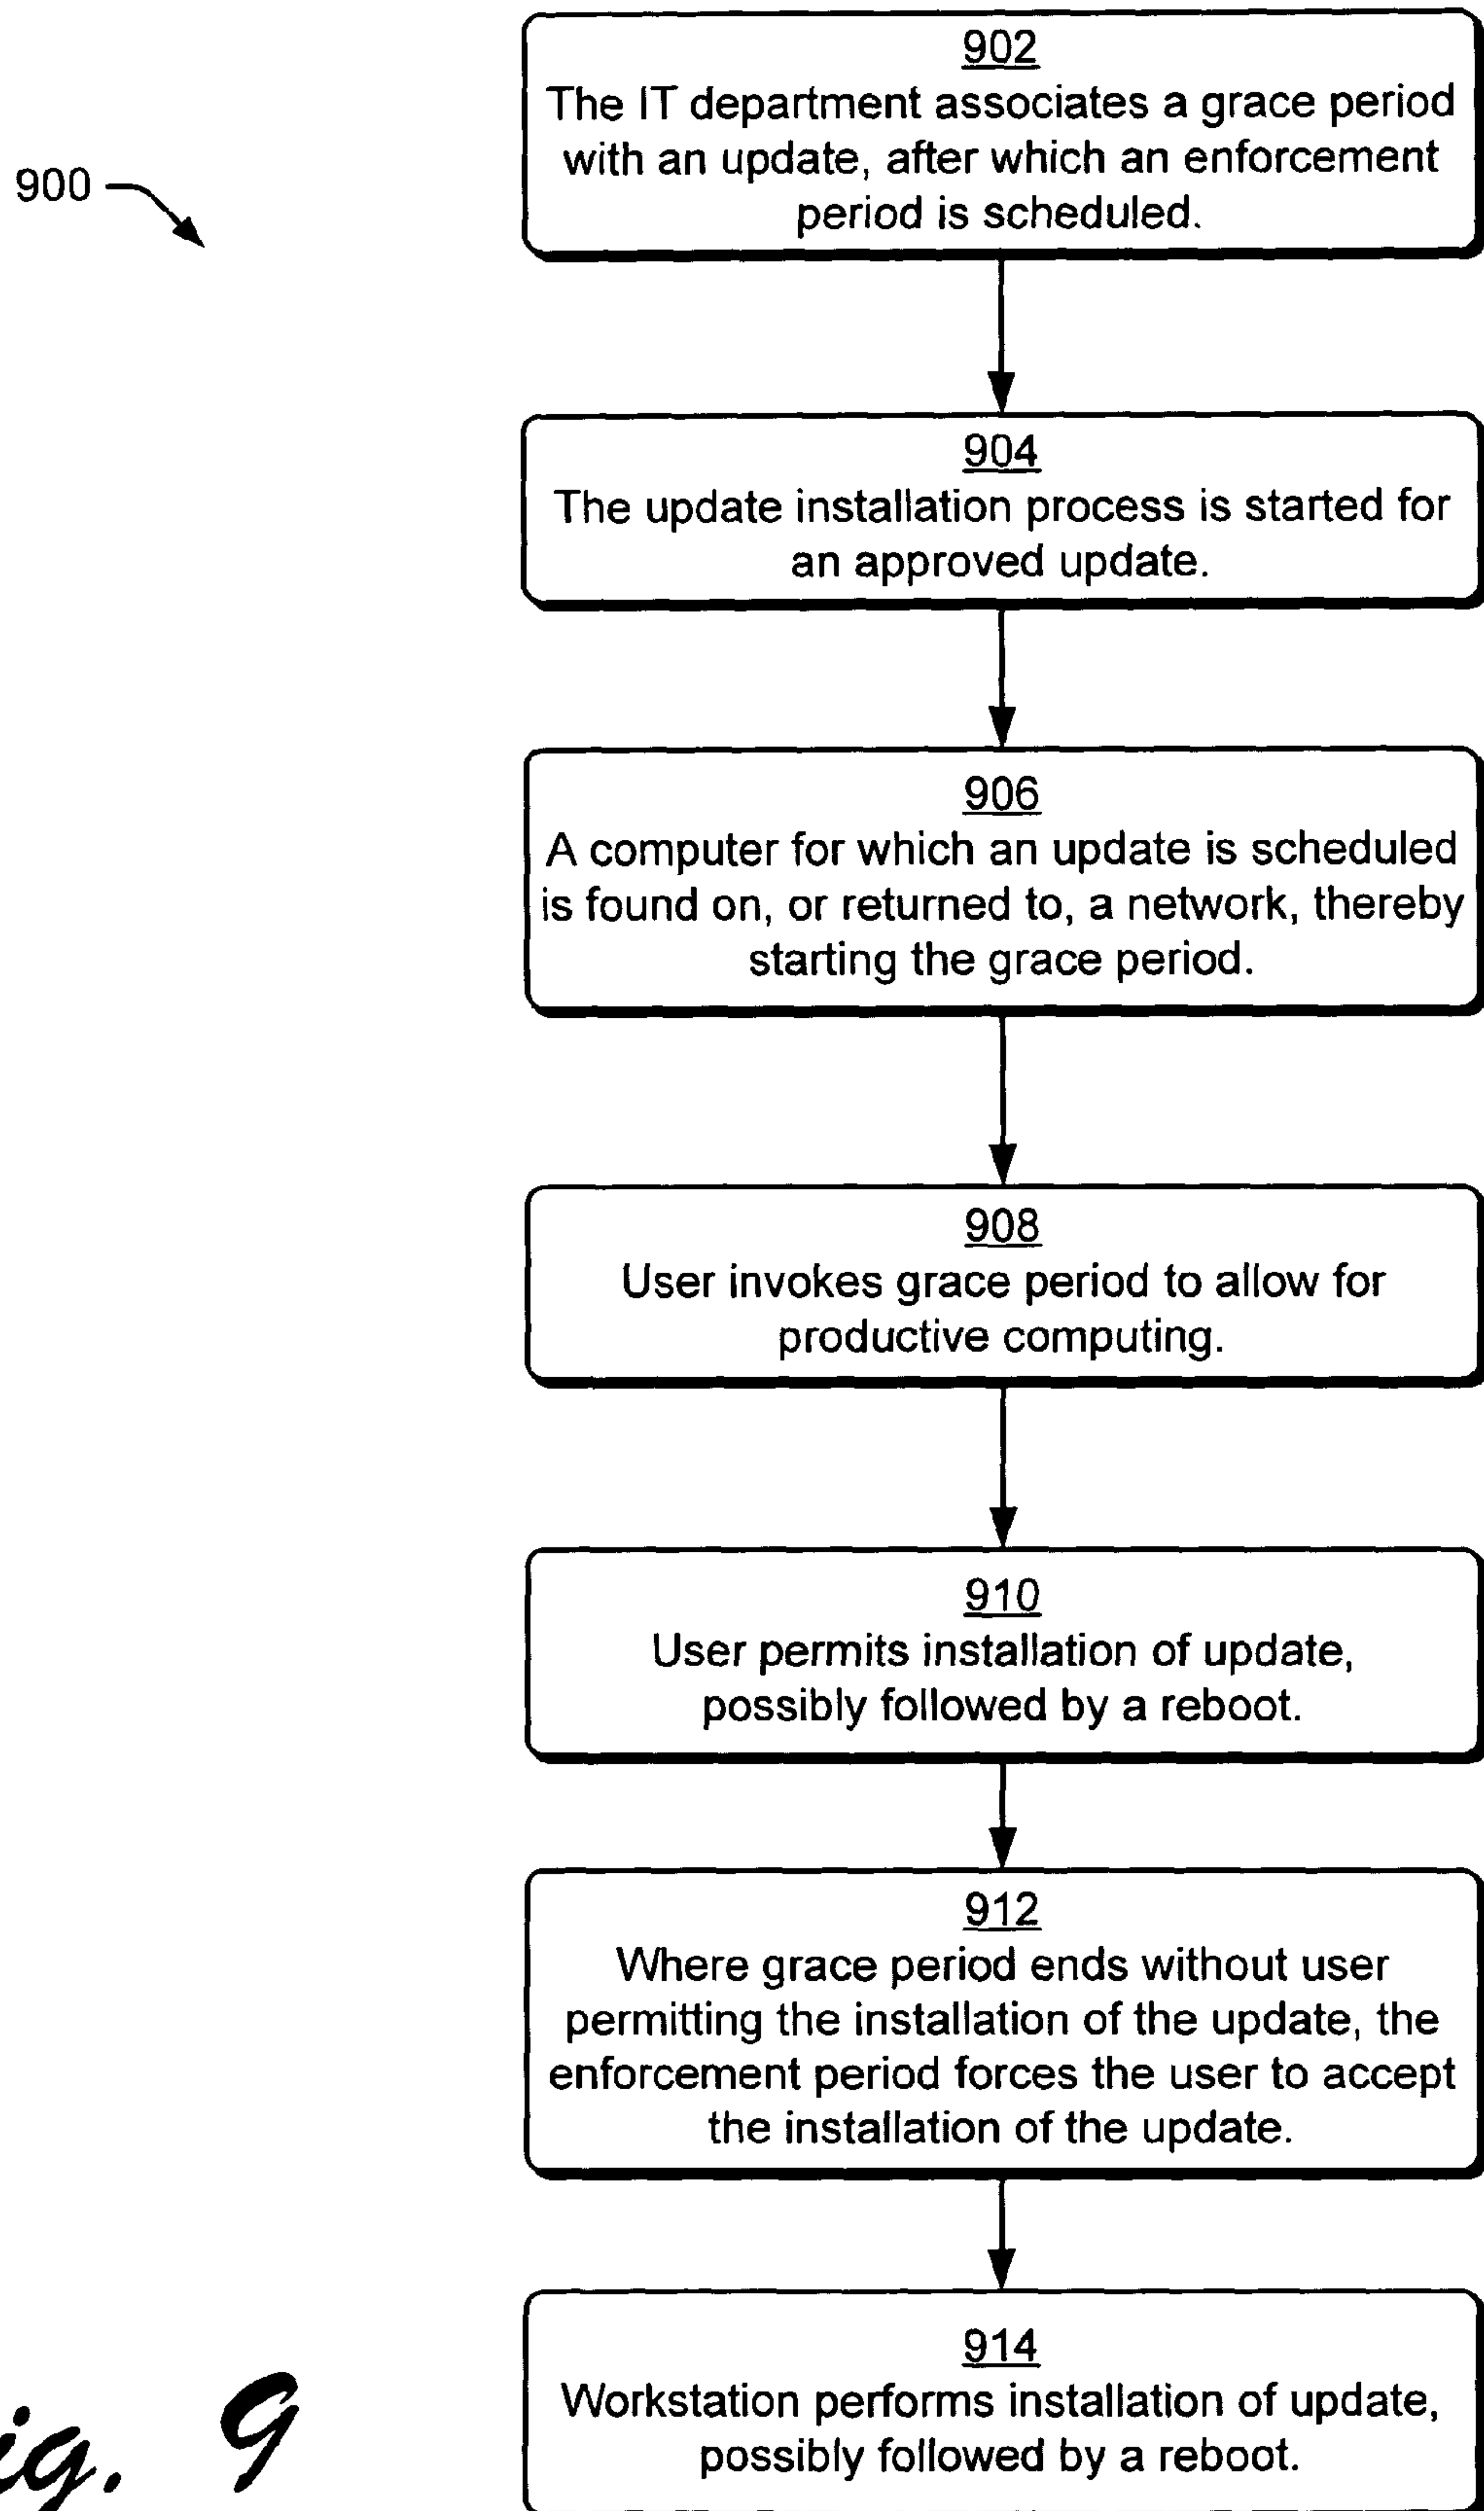 900
902
The IT department associates a grace period
with an update, after which an enforcement
period is scheduled.
904
The update installation process is started for
an approved update.
906
A computer for which an update is scheduled
is found on, or returned to, a network, thereby
starting the grace period.
908
User invokes grace period to allow for
productive computing.
910
User permits installation of update,
possibly followed by a reboot.
912
Where grace period ends without user
permitting the installation of the update, the
enforcement period forces the user to accept
the installation of the update.
914
Workstation performs installation of update,
possibly followed by a reboot.
ig. 9